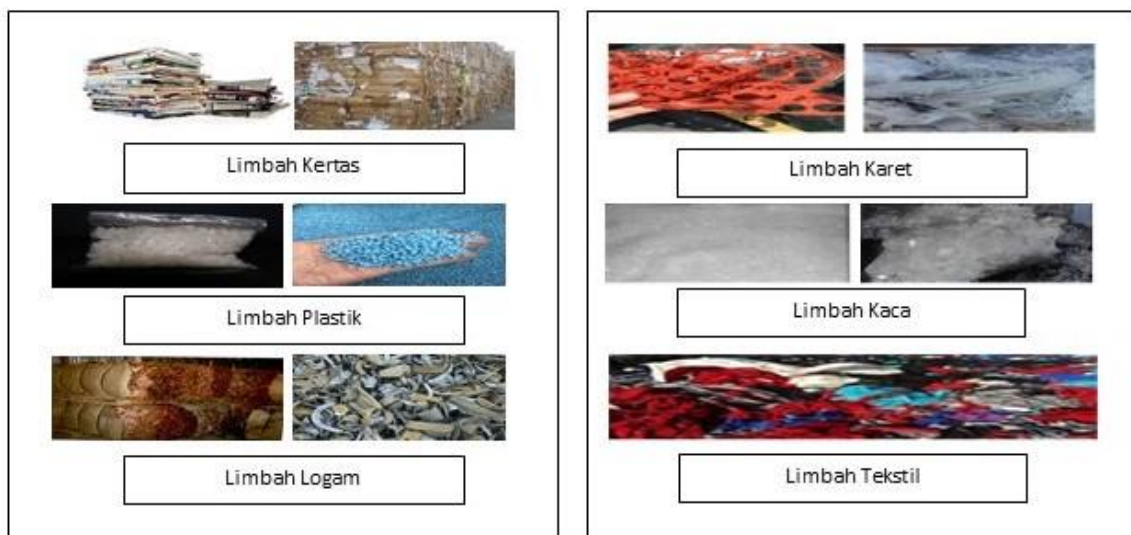 Limbah Kertas
Limbah Plastik
Limbah Logam
Limbah Karet
Limbah Kaca
Limbah Tekstil